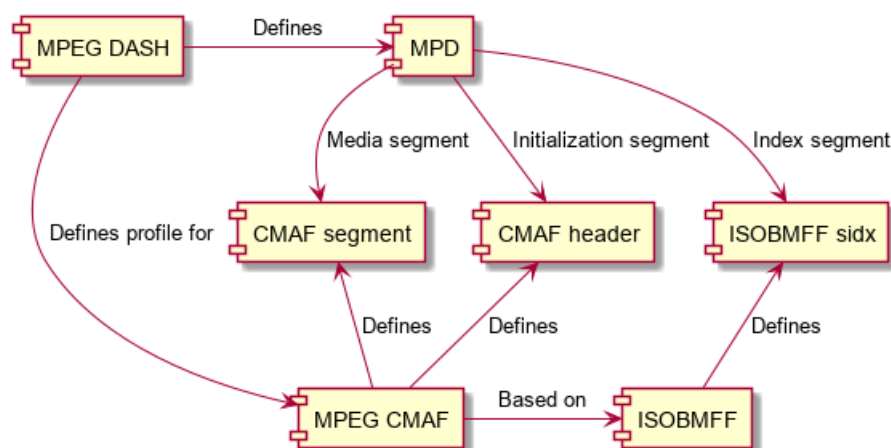 Defines
MPEG DASH
MPD
Media segment
Initialization segment
Index segment
Defines profile for
CMAF segment
CMAF header
ISOBMFF sidx
Defines
Defines
Defines
Based on
MPEG CMAF
ISOBMFF